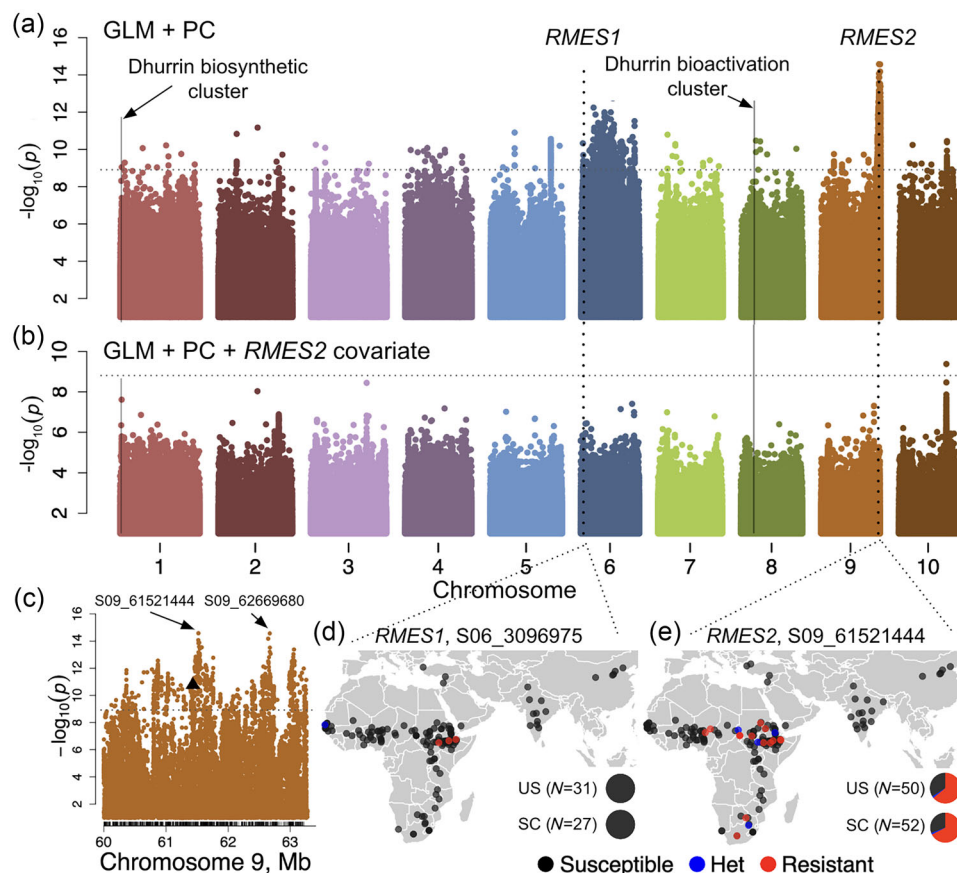 (a) GLM + PC
RMES1
RMES2
Dhurrin biosynthetic
cluster
Dhurrin bioactivation
cluster
16
14
12
10
8
6
4
2
-log10(p)
(b) GLM + PC + RMES2 covariate
10
8
6
4
2
-log10(p)
1 2 3 4 5 6 7 8 9 10
Chromosome
(c)
S09_61521444 S09_62669680
16
14
12
10
8
6
4
2
−log10(p)
60 61 62 63
Chromosome 9, Mb
(d) RMES1, S06_3096975
US (N=31)
SC (N=27)
(e) RMES2, S09_61521444
US (N=50)
SC (N=52)
Susceptible Het Resistant